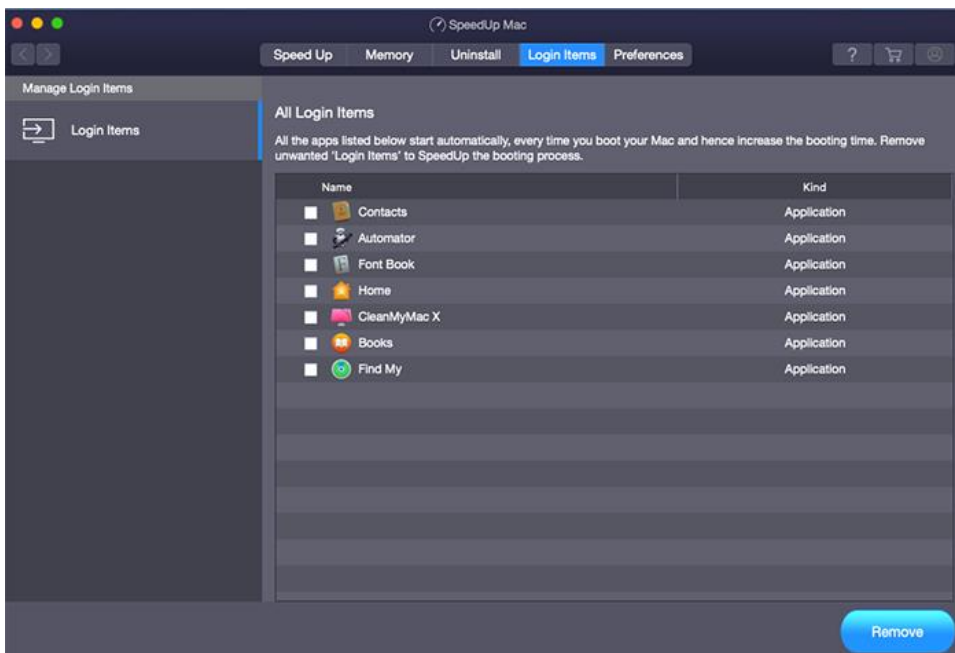 SpeedUp Mac
Speed Up Memory Uninstall Login Items Preferences ?
Manage Login Items
Login Items
All Login Items
All the apps listed below start automatically, every time you boot your Mac and hence increase the booting time. Remove
unwanted 'Login Items' to SpeedUp the booting process.
Name Kind
Contacts Application
Automator Application
Font Book Application
Home Application
CleanMyMac X Application
Books Application
Find My Application
Remove